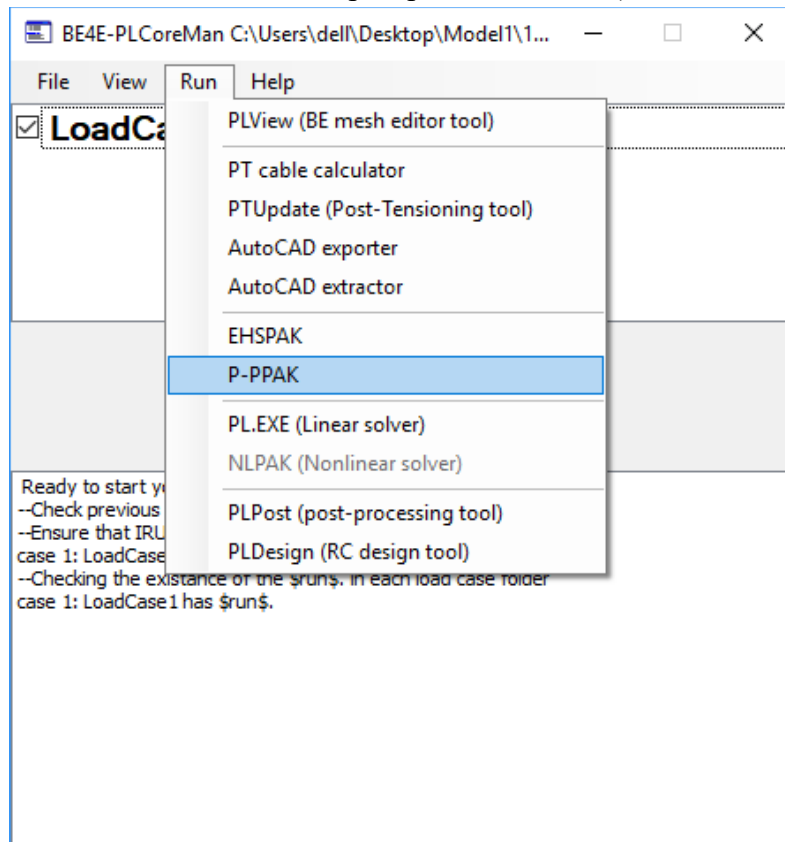 BE4E-PLCoreMan C:\Users\dell\Desktop\Model1\1...
File View Run Help
LoadCa
PLView (BE mesh editor tool)
PT cable calculator
PTUpdate (Post-Tensioning tool)
AutoCAD exporter
AutoCAD extractor
EHSPAK
P-PPAK
PL.EXE (Linear solver)
NLPAK (Nonlinear solver)
PLPost (post-processing tool)
PLDesign (RC design tool)
Ready to start y
--Check previous
--Ensure that IRU
case 1: LoadCase
--Checking the existance of the $run$. in each load case folder
case 1: LoadCase1 has $run$.